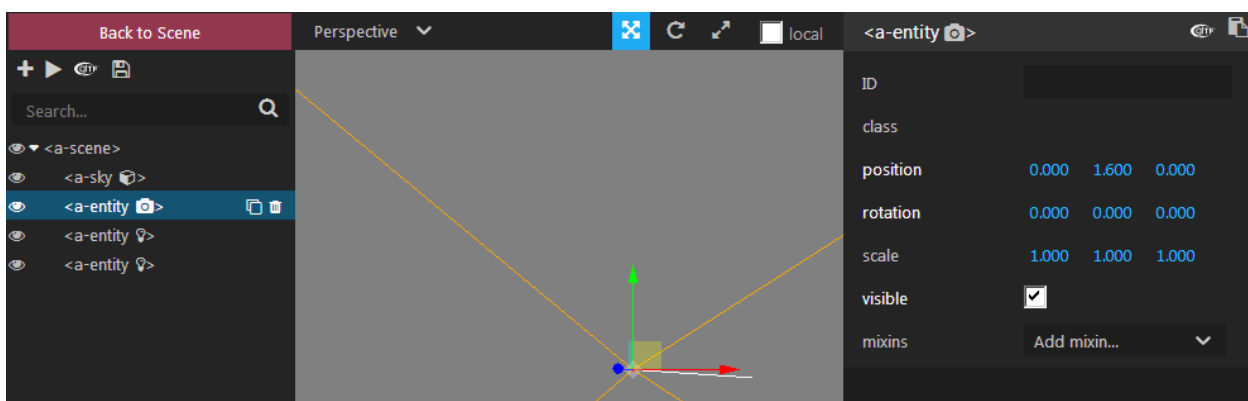 Back to Scene
Perspective
local
<a-entity >
glTF
glTF
Search...
<a-scene>
<a-sky >
<a-entity >
<a-entity >
<a-entity >
ID
class
position 0.000 1.600 0.000
rotation 0.000 0.000 0.000
scale 1.000 1.000 1.000
visible
mixins Add mixin...